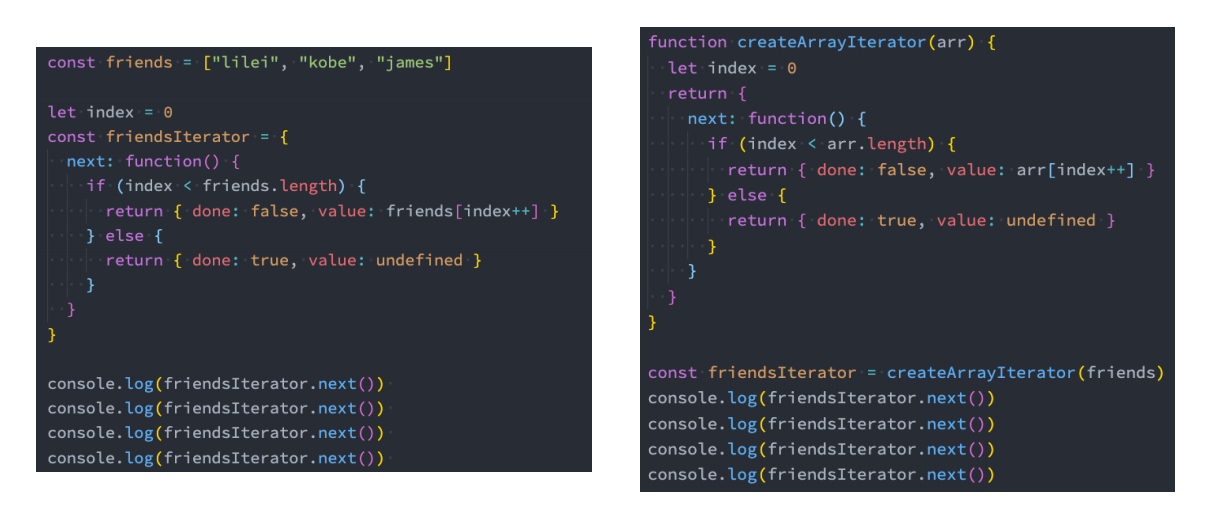 const friends = ["lilei", "kobe", "james"]

let index = 0
const friendsIterator = {
  next: function() {
    if (index < friends.length) {
      return { done: false, value: friends[index++] }
    } else {
      return { done: true, value: undefined }
    }
  }
}

console.log(friendsIterator.next())
console.log(friendsIterator.next())
console.log(friendsIterator.next())
console.log(friendsIterator.next())

function createArrayIterator(arr) {
  let index = 0
  return {
    next: function() {
      if (index < arr.length) {
        return { done: false, value: arr[index++] }
      } else {
        return { done: true, value: undefined }
      }
    }
  }
}

const friendsIterator = createArrayIterator(friends)
console.log(friendsIterator.next())
console.log(friendsIterator.next())
console.log(friendsIterator.next())
console.log(friendsIterator.next())